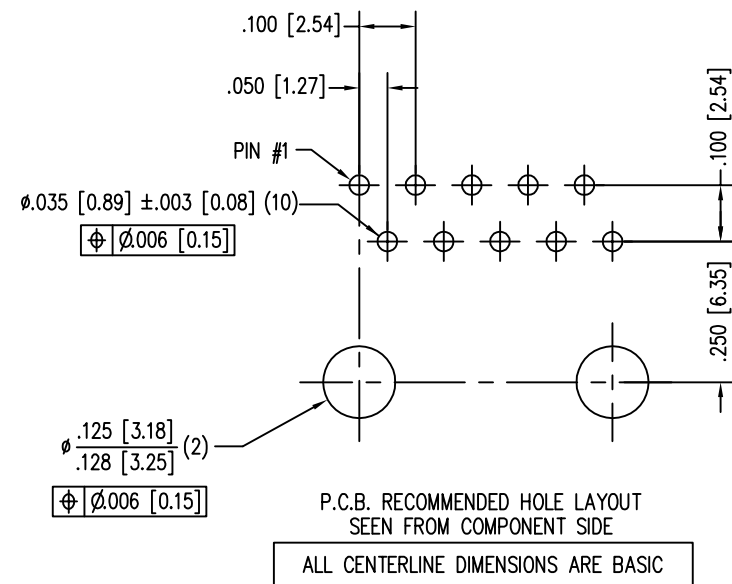 .100 [2.54]
.050 [1.27]
PIN #1
ø.035 [0.89] ±.003 [0.08] (10)
⌖ Ø.006 [0.15]
.100 [2.54]
.250 [6.35]
ø .125 [3.18]
.128 [3.25] (2)
⌖ Ø.006 [0.15]
P.C.B. RECOMMENDED HOLE LAYOUT
SEEN FROM COMPONENT SIDE
ALL CENTERLINE DIMENSIONS ARE BASIC